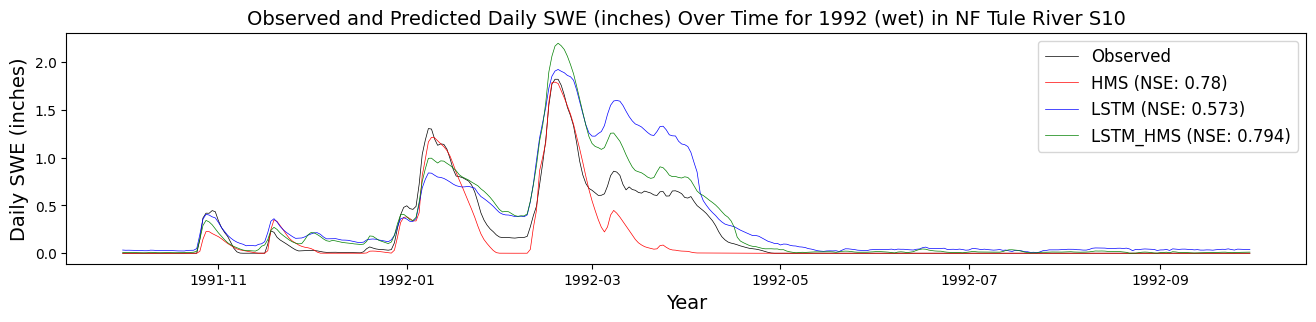 Observed and Predicted Daily SWE (inches) Over Time for 1992 (wet) in NF Tule River S10
Daily SWE (inches)
2.0
1.5
1.0
0.5
0.0
Observed
HMS (NSE: 0.78)
LSTM (NSE: 0.573)
LSTM_HMS (NSE: 0.794)
1991-11
1992-01
1992-03
1992-05
1992-07
1992-09
Year